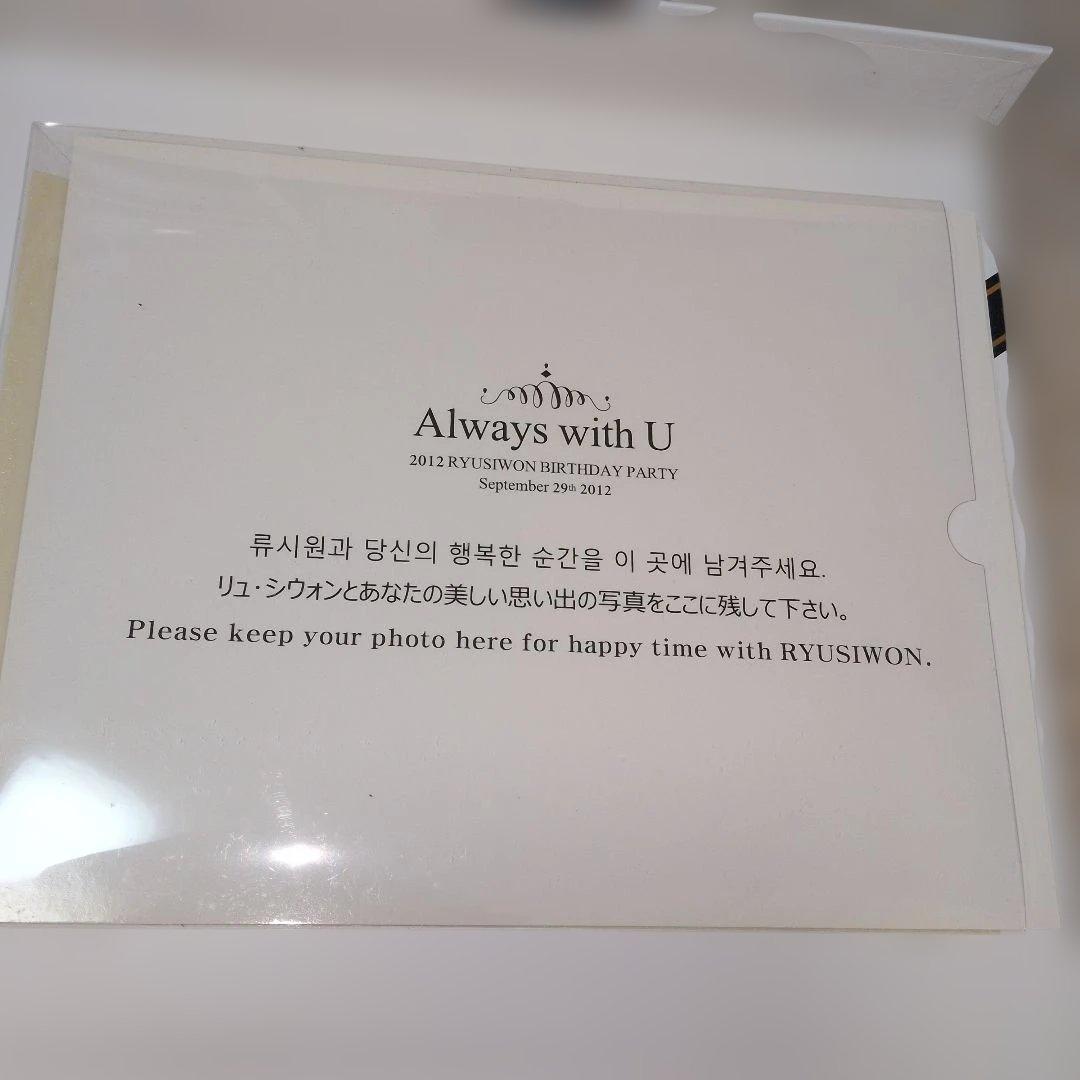 Always with U
2012 RYUSIWON BIRTHDAY PARTY
September 29th 2012
류시원과 당신의 행복한 순간을 이 곳에 남겨주세요.
リュ・シウォンとあなたの美しい思い出の写真をここに残して下さい。
Please keep your photo here for happy time with RYUSIWON.